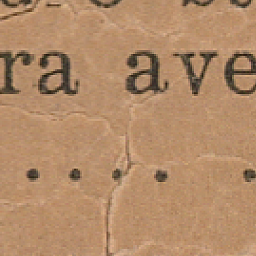 ra ave
. . . . .